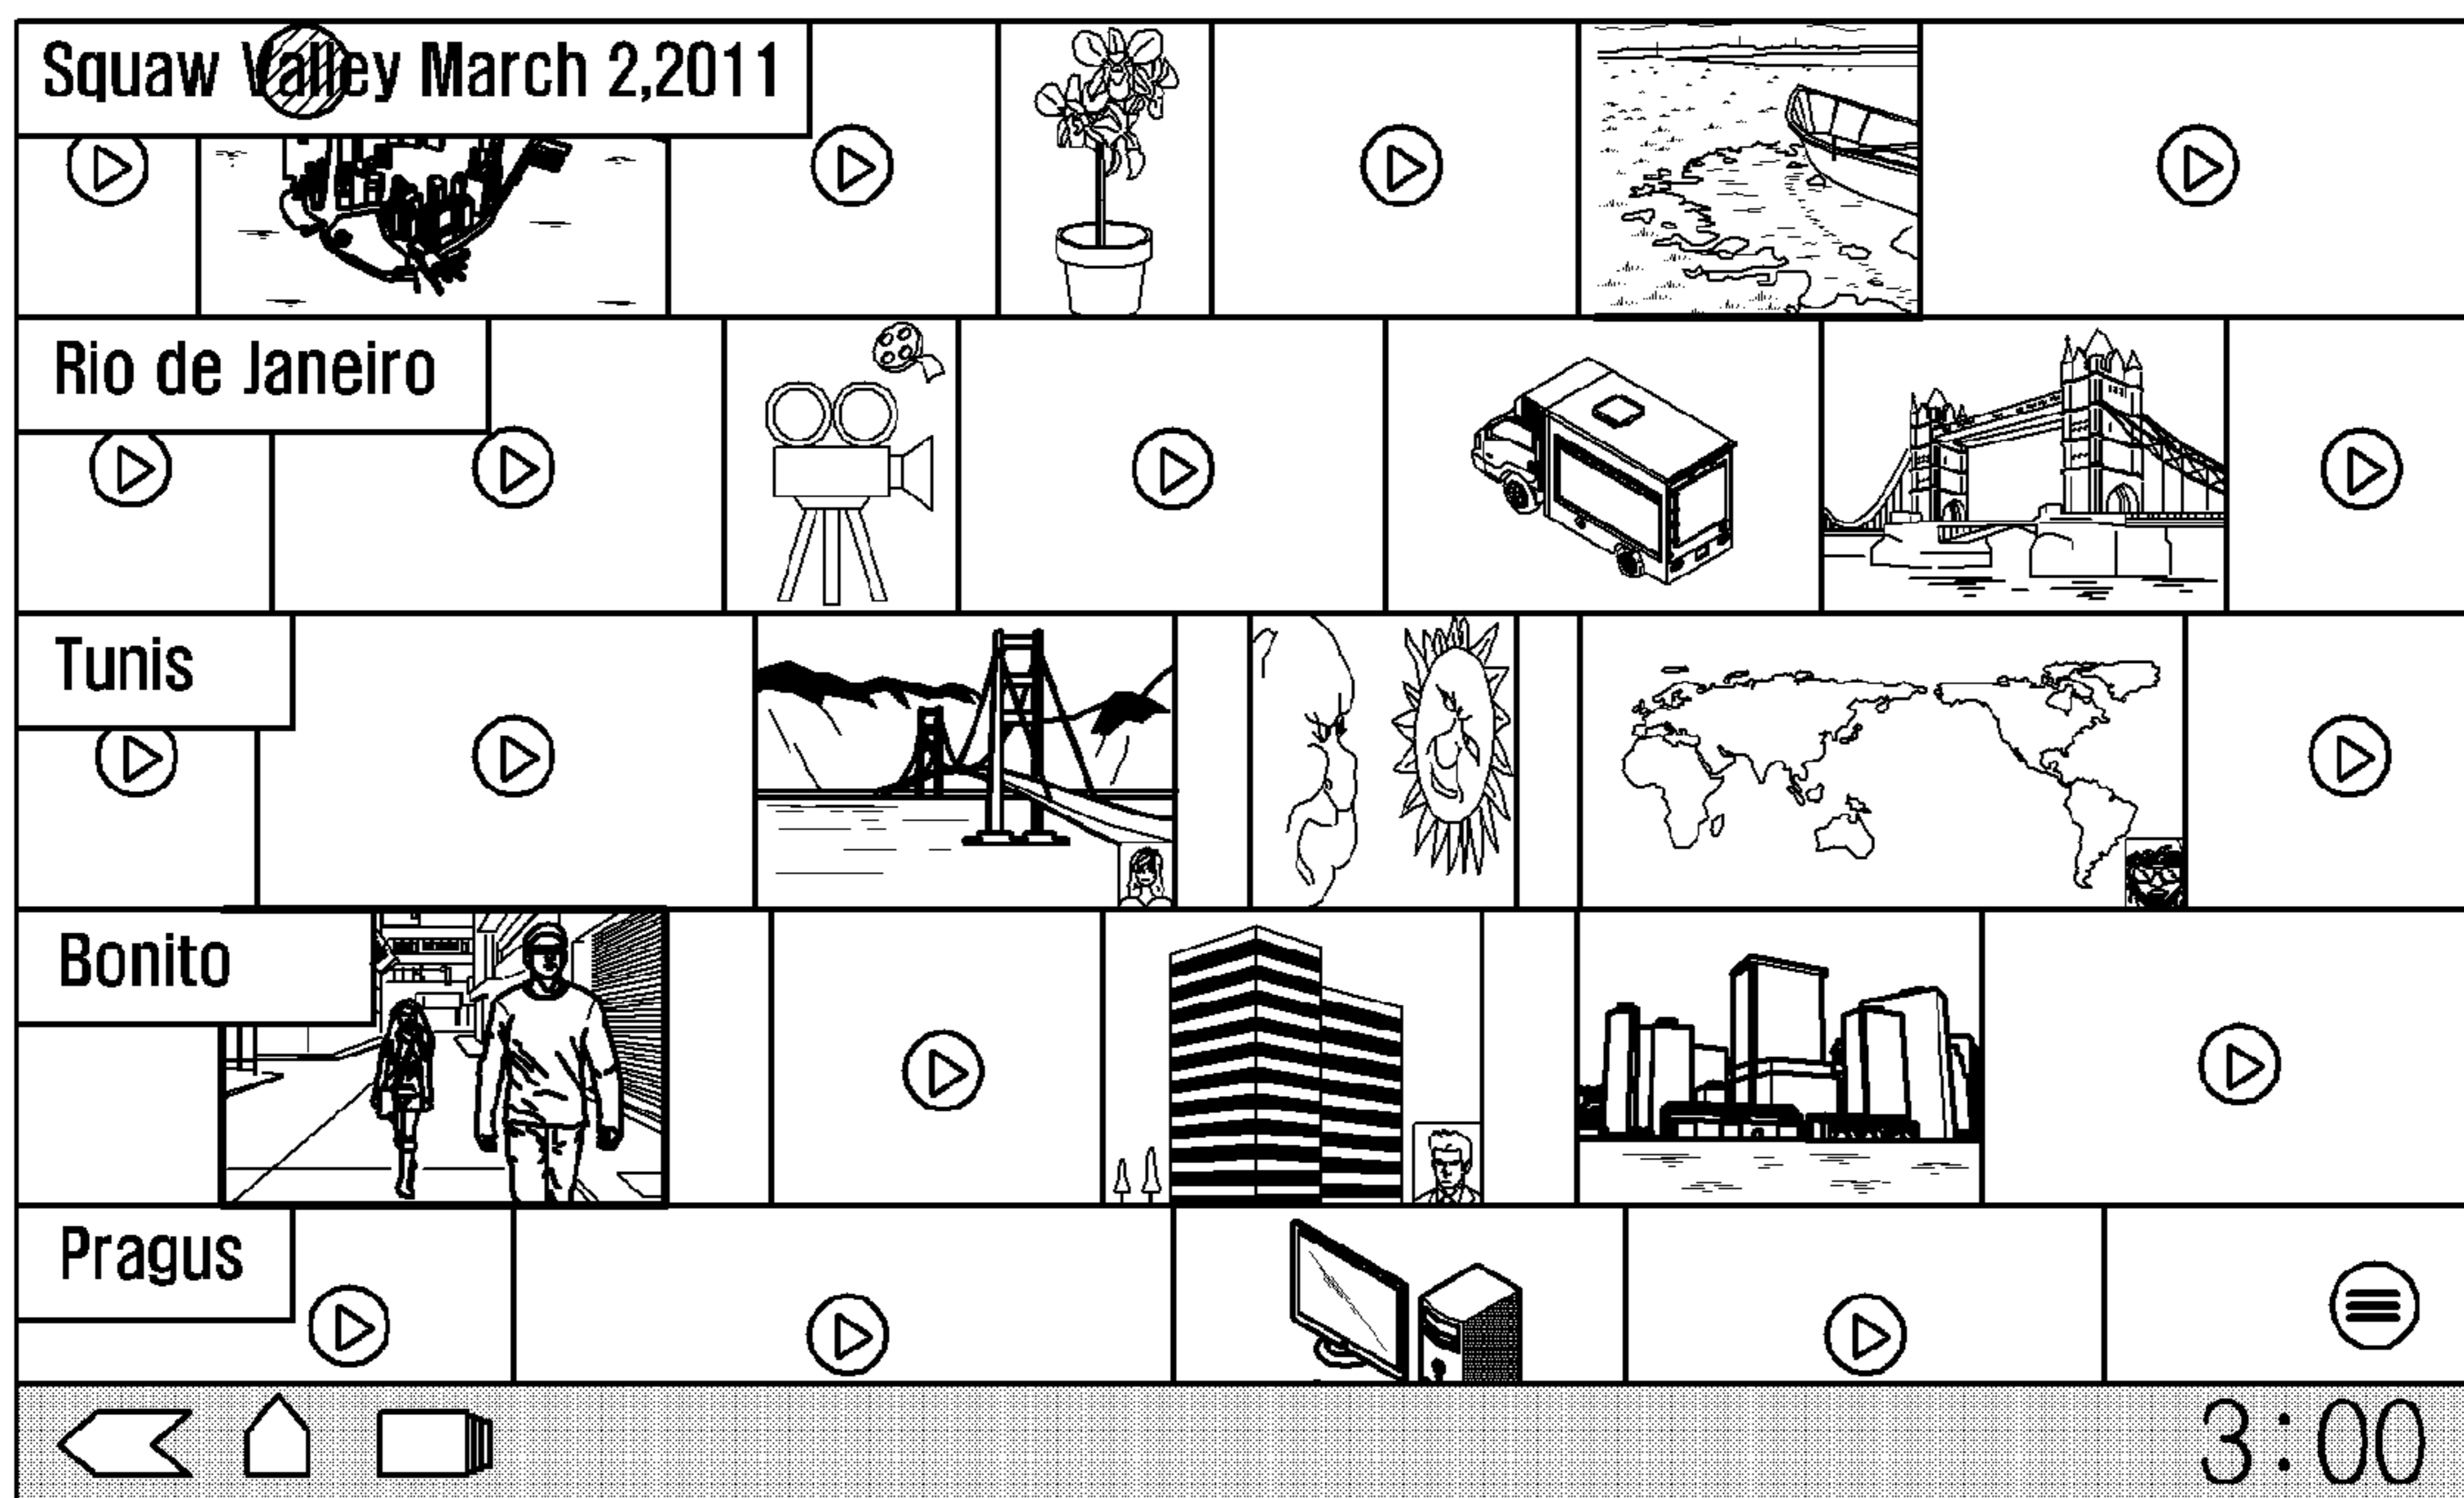 Squaw Valley March 2,2011
Rio de Janeiro
Tunis
Bonito
Pragus
3:00